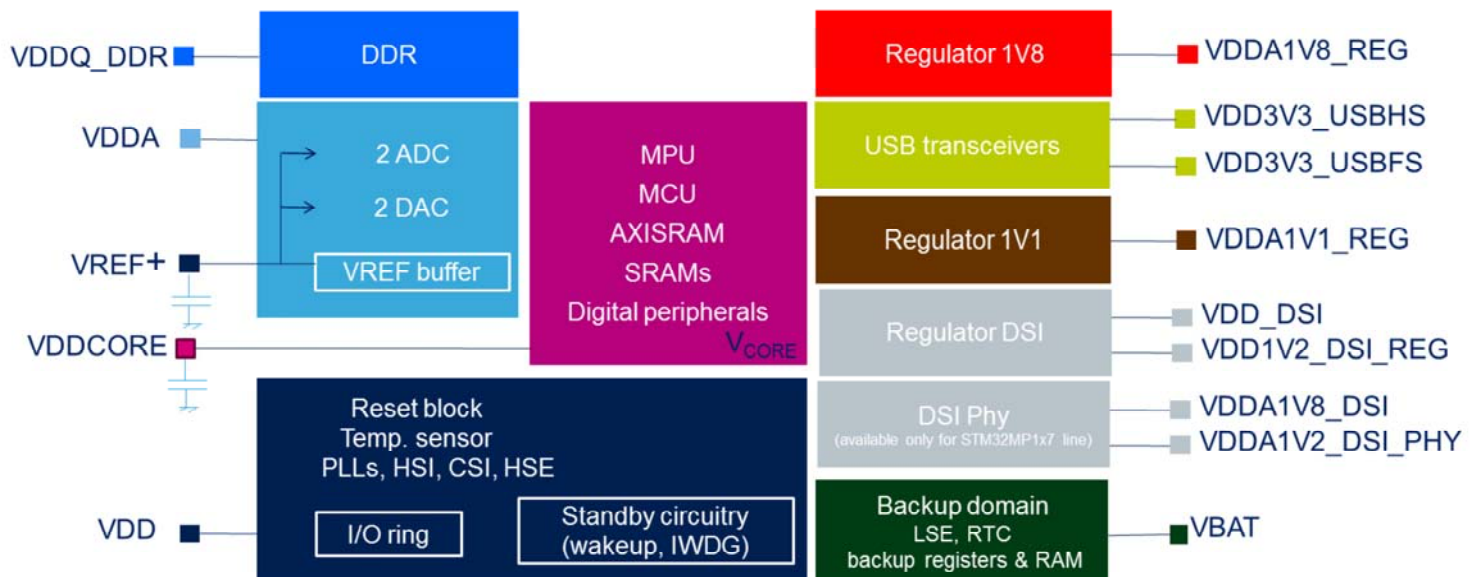 VDDQ_DDR
DDR
VDDA
2 ADC
2 DAC
VREF+
VREF buffer
VDDCORE
MPU
MCU
AXISRAM
SRAMs
Digital peripherals
VCORE
Reset block
Temp. sensor
PLLs, HSI, CSI, HSE
VDD
I/O ring
Standby circuitry
(wakeup, IWDG)
Regulator 1V8
VDDA1V8_REG
USB transceivers
VDD3V3_USBHS
VDD3V3_USBFS
Regulator 1V1
VDDA1V1_REG
Regulator DSI
VDD_DSI
VDD1V2_DSI_REG
DSI Phy
(available only for STM32MP1x7 line)
VDDA1V8_DSI
VDDA1V2_DSI_PHY
Backup domain
LSE, RTC
backup registers & RAM
VBAT